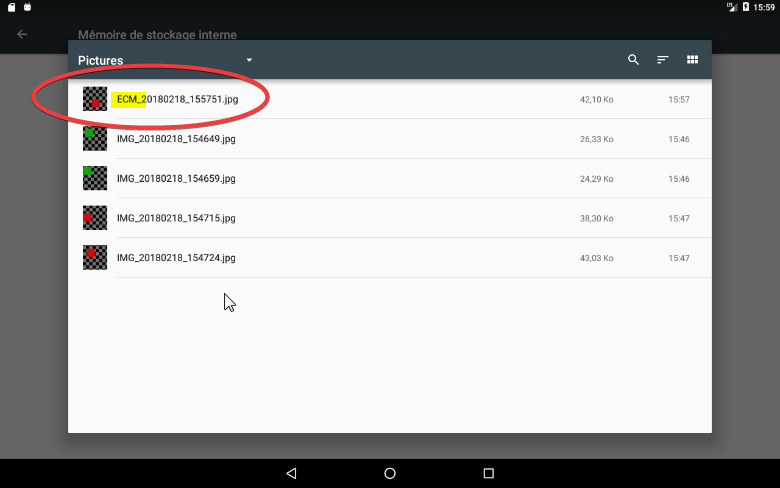 15:59
Mémoire de stockage interne
Pictures
ECM_20180218_155751.jpg 42,10 Ko 15:57
IMG_20180218_154649.jpg 26,33 Ko 15:46
IMG_20180218_154659.jpg 24,29 Ko 15:46
IMG_20180218_154715.jpg 38,30 Ko 15:47
IMG_20180218_154724.jpg 43,03 Ko 15:47